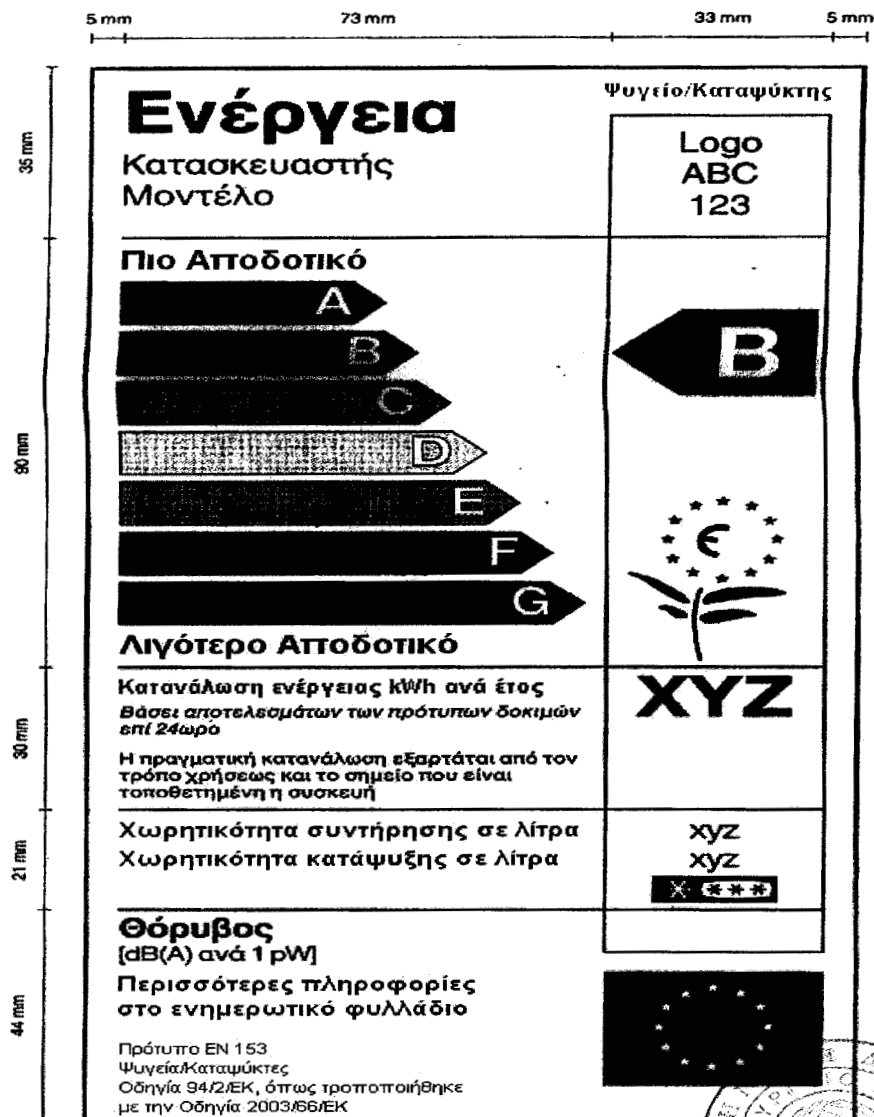 5 mm 73 mm 33 mm 5 mm
35 mm
Ενέργεια
Κατασκευαστής
Μοντέλο
Ψυγείο/Καταψύκτης
Logo
ABC
123
90 mm
Πιο Αποδοτικό
A
B
C
D
E
F
G
Λιγότερο Αποδοτικό
B
30 mm
Κατανάλωση ενέργειας kWh ανά έτος
Βάσει αποτελεσμάτων των πρότυπων δοκιμών
επί 24ωρο
Η πραγματική κατανάλωση εξαρτάται από τον
τρόπο χρήσεως και το σημείο που είναι
τοποθετημένη η συσκευή
XYZ
21 mm
Χωρητικότητα συντήρησης σε λίτρα xyz
Χωρητικότητα κατάψυξης σε λίτρα xyz
44 mm
Θόρυβος
[dB(A) ανά 1 pW]
Περισσότερες πληροφορίες
στο ενημερωτικό φυλλάδιο
Πρότυπο EN 153
Ψυγεία/Καταψύκτες
Οδηγία 94/2/ΕΚ, όπως τροποποιήθηκε
με την Οδηγία 2003/66/ΕΚ